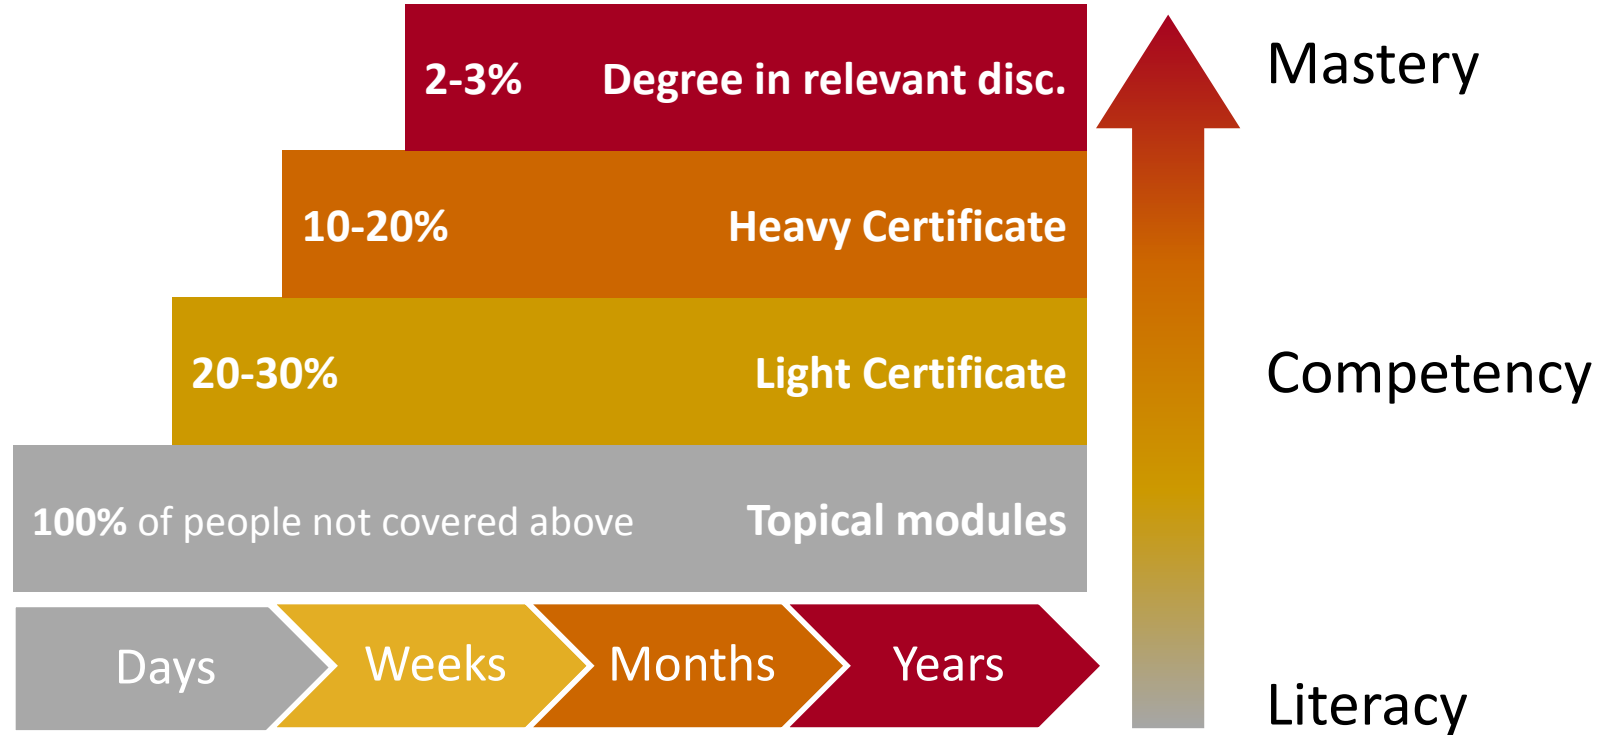 2-3% Degree in relevant disc.
Mastery
10-20% Heavy Certificate
20-30% Light Certificate
Competency
100% of people not covered above Topical modules
Days Weeks Months Years
Literacy